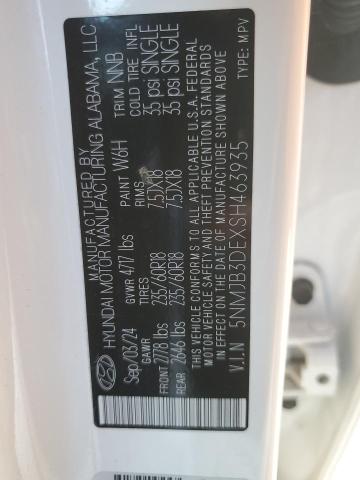 MANUFACTURED BY
HYUNDAI MOTOR MANUFACTURING ALABAMA, LLC
Sep/03/24 GVWR 4717 lbs PAINT W6H TRIM NNB
GAWR RIMS COLD TIRE INFL
FRONT 2778 lbs 235/60R18 7.5JX18 35 psi SINGLE
REAR 2646 lbs 235/60R18 7.5JX18 35 psi SINGLE
THIS VEHICLE CONFORMS TO ALL APPLICABLE U.S.A. FEDERAL
MOTOR VEHICLE SAFETY AND THEFT PREVENTION STANDARDS
IN EFFECT ON THE DATE OF MANUFACTURE SHOWN ABOVE.
V.I.N 5NMJB3DEXSH463935 TYPE: MPV